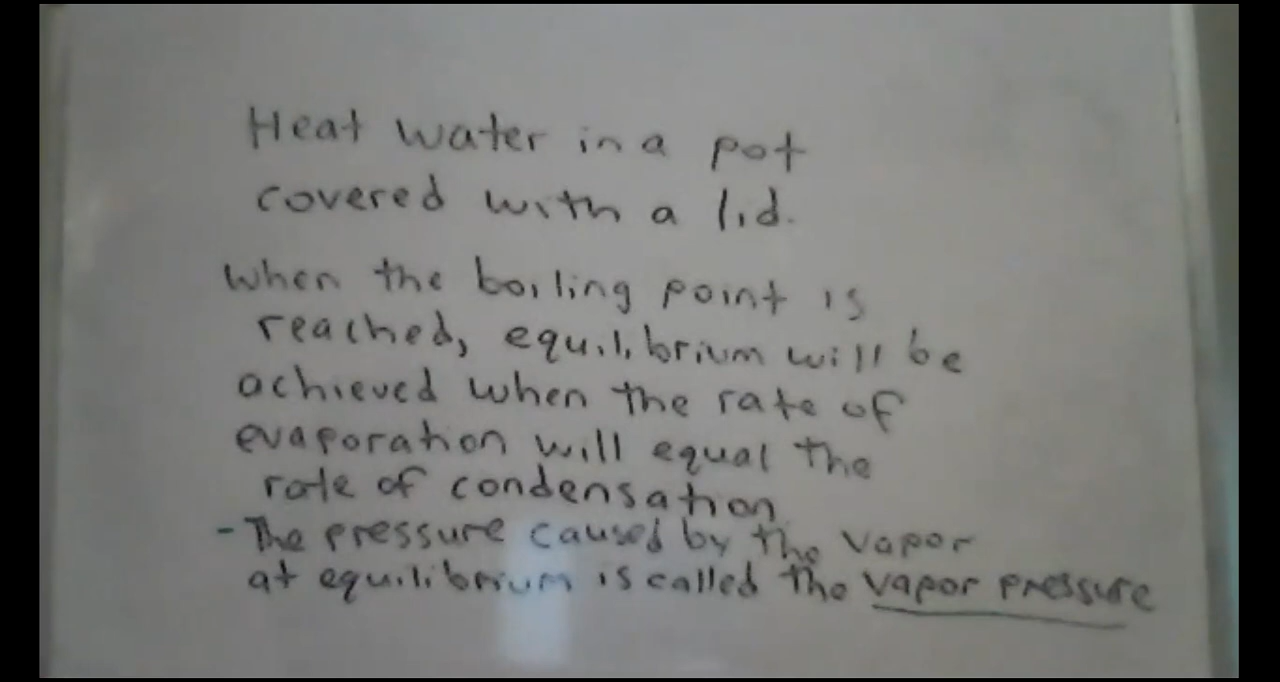 Heat water in a pot
covered with a lid.
When the boiling point is
reached, equilibrium will be
achieved when the rate of
evaporation will equal the
rate of condensation
- The pressure caused by the vapor
at equilibrium is called the vapor pressure